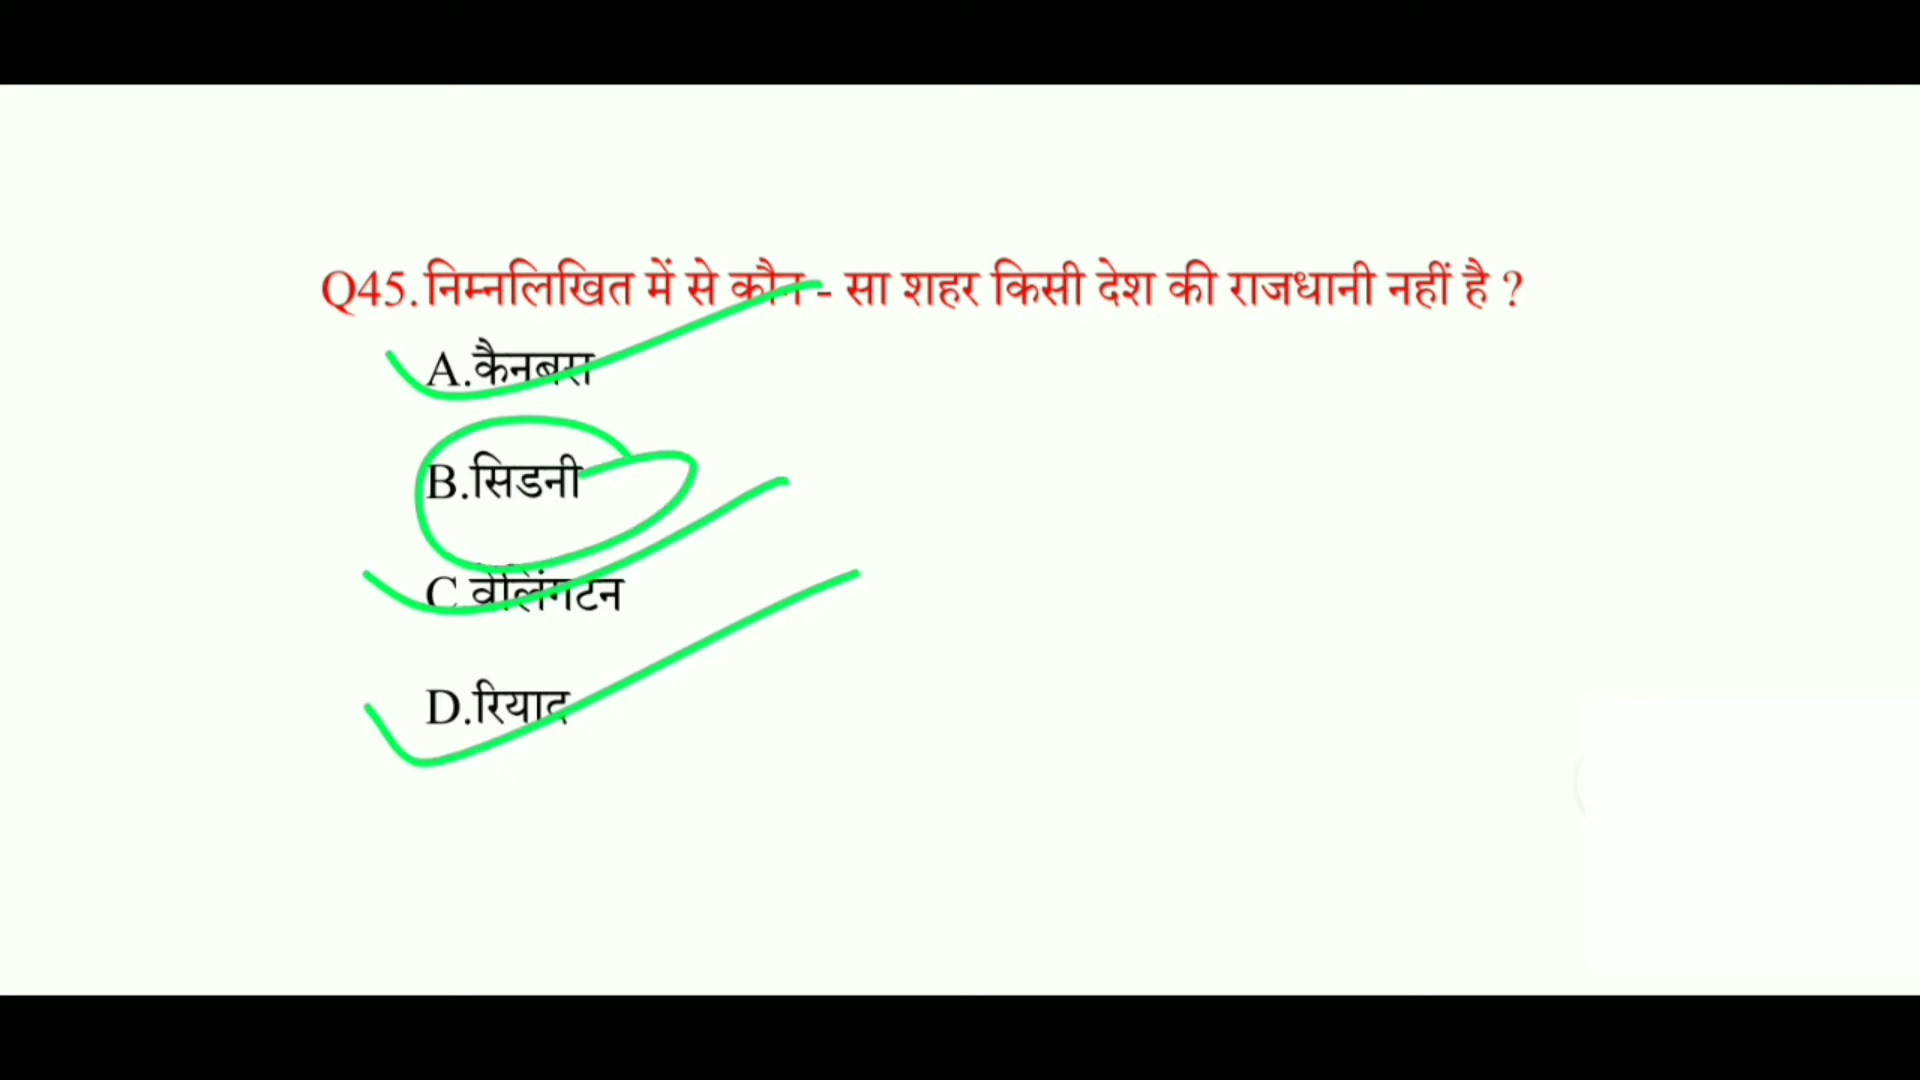 Q45.निम्नलिखित में से कौन - सा शहर किसी देश की राजधानी नहीं है ?
A.कैनबरा
B.सिडनी
C वेलिंगटन
D.रियाद